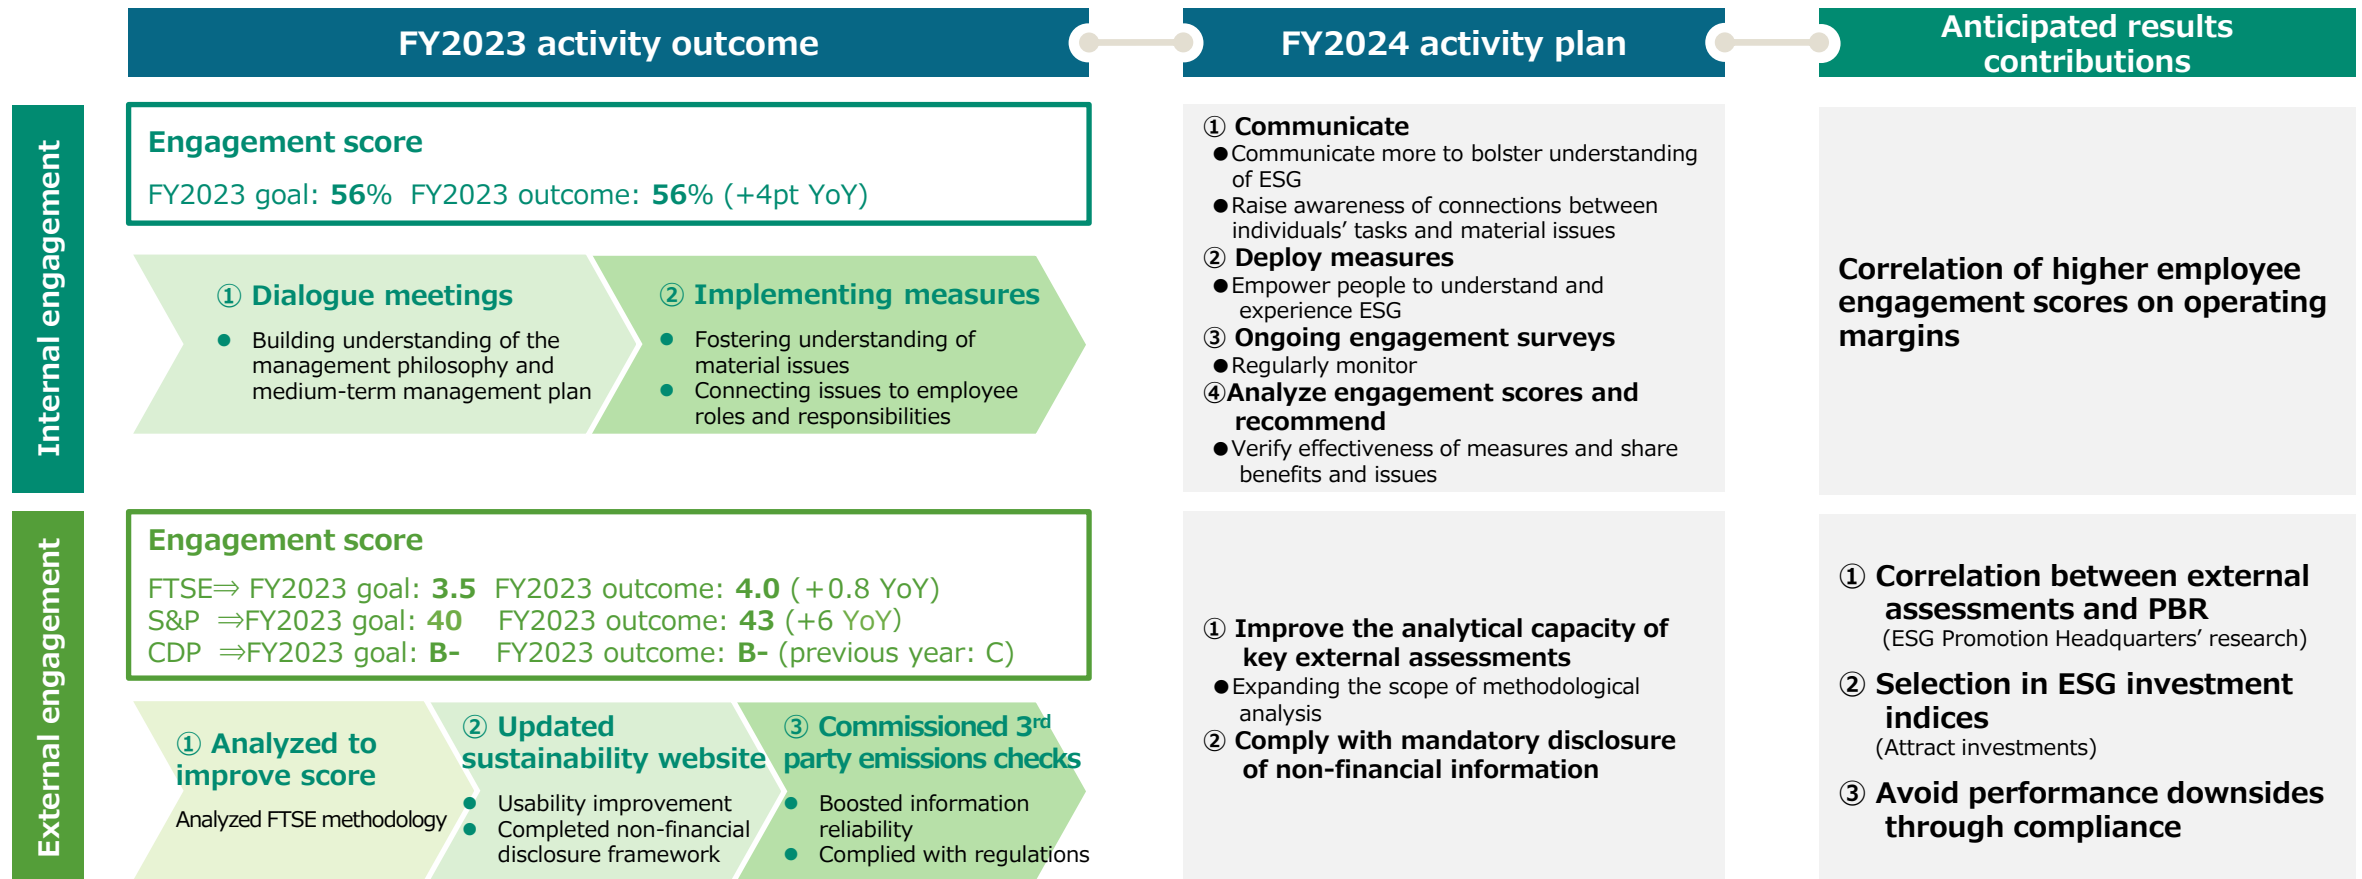 FY2023 activity outcome
FY2024 activity plan
Anticipated results
contributions
Internal engagement
Engagement score
FY2023 goal: 56% FY2023 outcome: 56% (+4pt YoY)
① Dialogue meetings
● Building understanding of the
management philosophy and
medium-term management plan
② Implementing measures
● Fostering understanding of
material issues
● Connecting issues to employee
roles and responsibilities
① Communicate
●Communicate more to bolster understanding
of ESG
●Raise awareness of connections between
individuals’ tasks and material issues
② Deploy measures
●Empower people to understand and
experience ESG
③ Ongoing engagement surveys
●Regularly monitor
④Analyze engagement scores and
recommend
●Verify effectiveness of measures and share
benefits and issues
Correlation of higher employee
engagement scores on operating
margins
External engagement
Engagement score
FTSE⇒ FY2023 goal: 3.5 FY2023 outcome: 4.0 (+0.8 YoY)
S&P ⇒FY2023 goal: 40 FY2023 outcome: 43 (+6 YoY)
CDP ⇒FY2023 goal: B- FY2023 outcome: B- (previous year: C)
① Analyzed to
improve score
Analyzed FTSE methodology
② Updated
sustainability website
● Usability improvement
● Completed non-financial
disclosure framework
③ Commissioned 3rd
party emissions checks
● Boosted information
reliability
● Complied with regulations
① Improve the analytical capacity of
key external assessments
●Expanding the scope of methodological
analysis
② Comply with mandatory disclosure
of non-financial information
① Correlation between external
assessments and PBR
(ESG Promotion Headquarters’ research)
② Selection in ESG investment
indices
(Attract investments)
③ Avoid performance downsides
through compliance